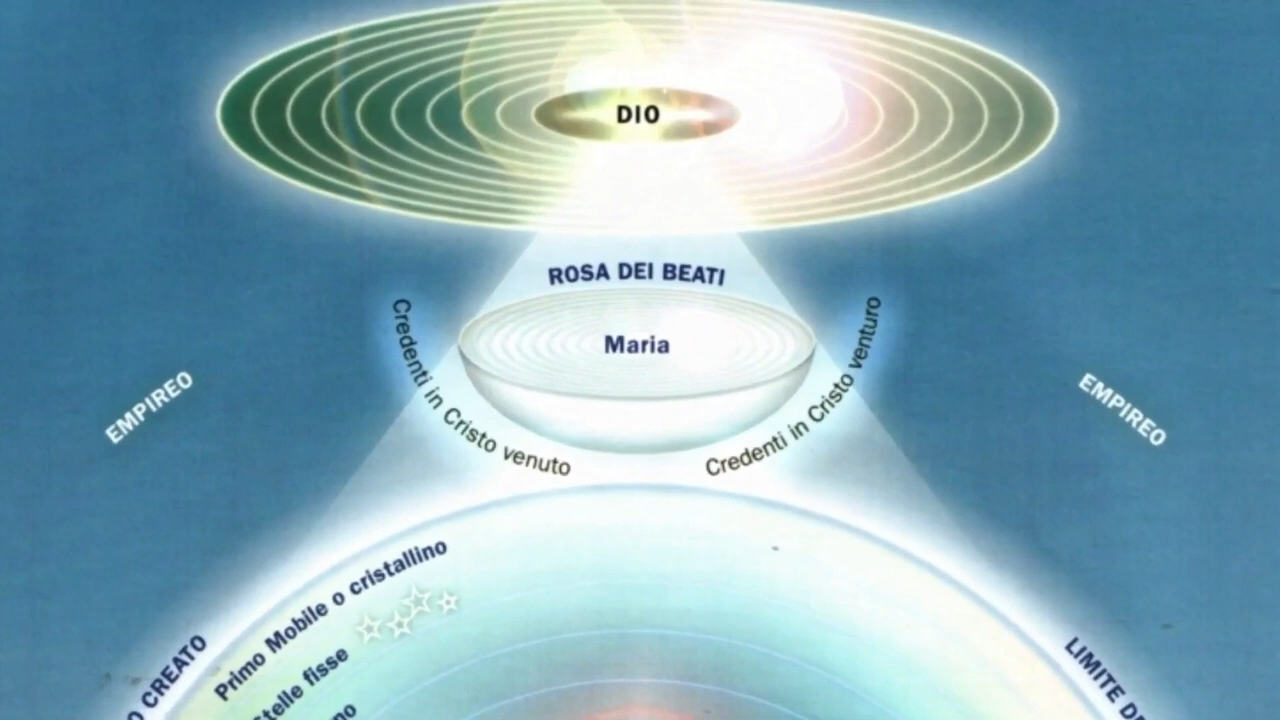 DIO
ROSA DEI BEATI
Maria
Credenti in Cristo venuto
Credenti in Cristo venturo
EMPIREO
EMPIREO
Primo Mobile o cristallino
Stelle fisse
CREATO
LIMITE